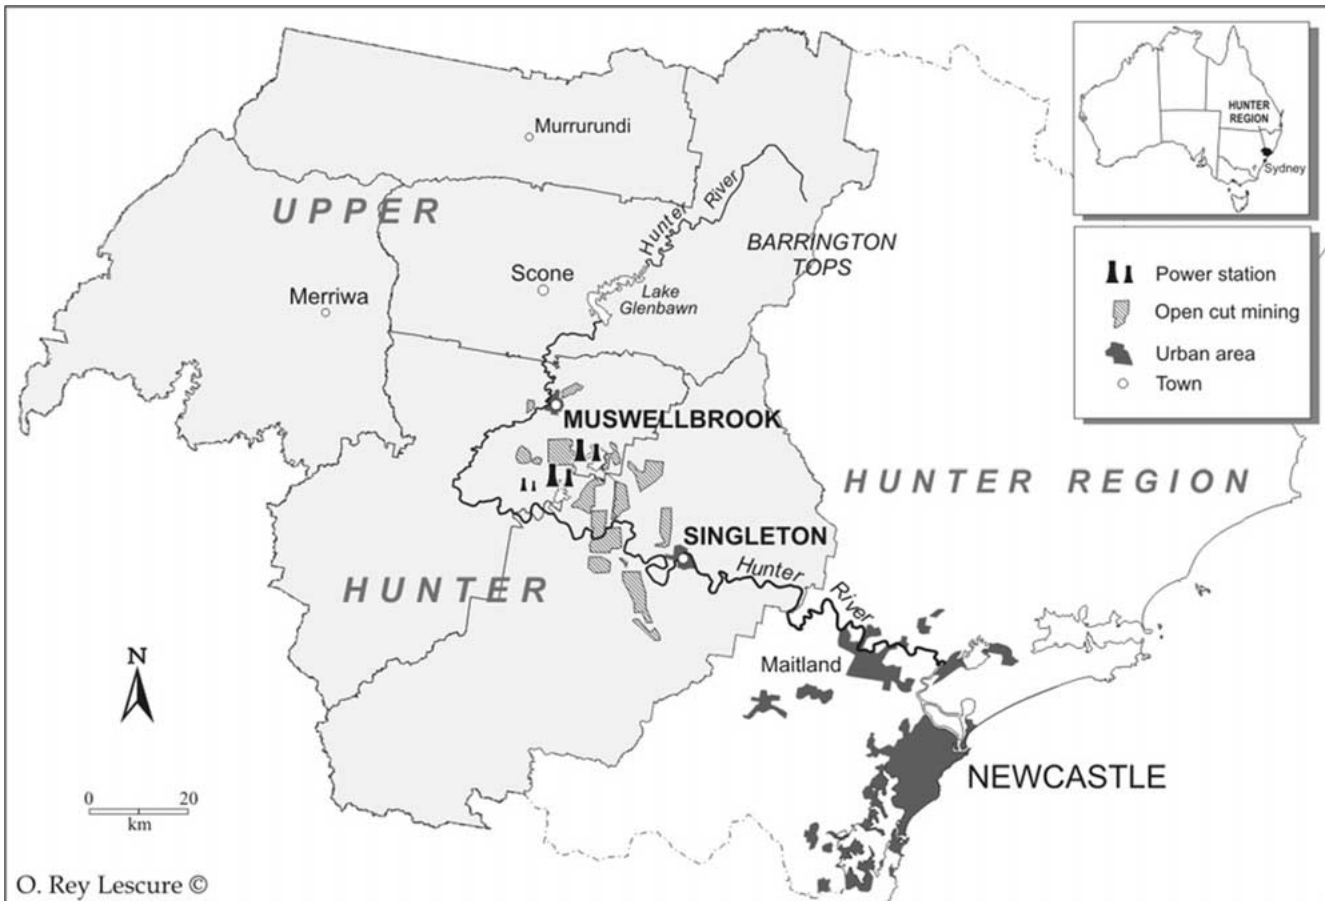 Murrurundi
UPPER
Hunter River
BARRINGTON
TOPS
Scone
Merriwa
Lake
Glenbawn
MUSWELLBROOK
HUNTER REGION
SINGLETON
Hunter River
HUNTER
Maitland
NEWCASTLE
N
0 20
km
O. Rey Lescure ©
HUNTER
REGION
Sydney
Power station
Open cut mining
Urban area
Town